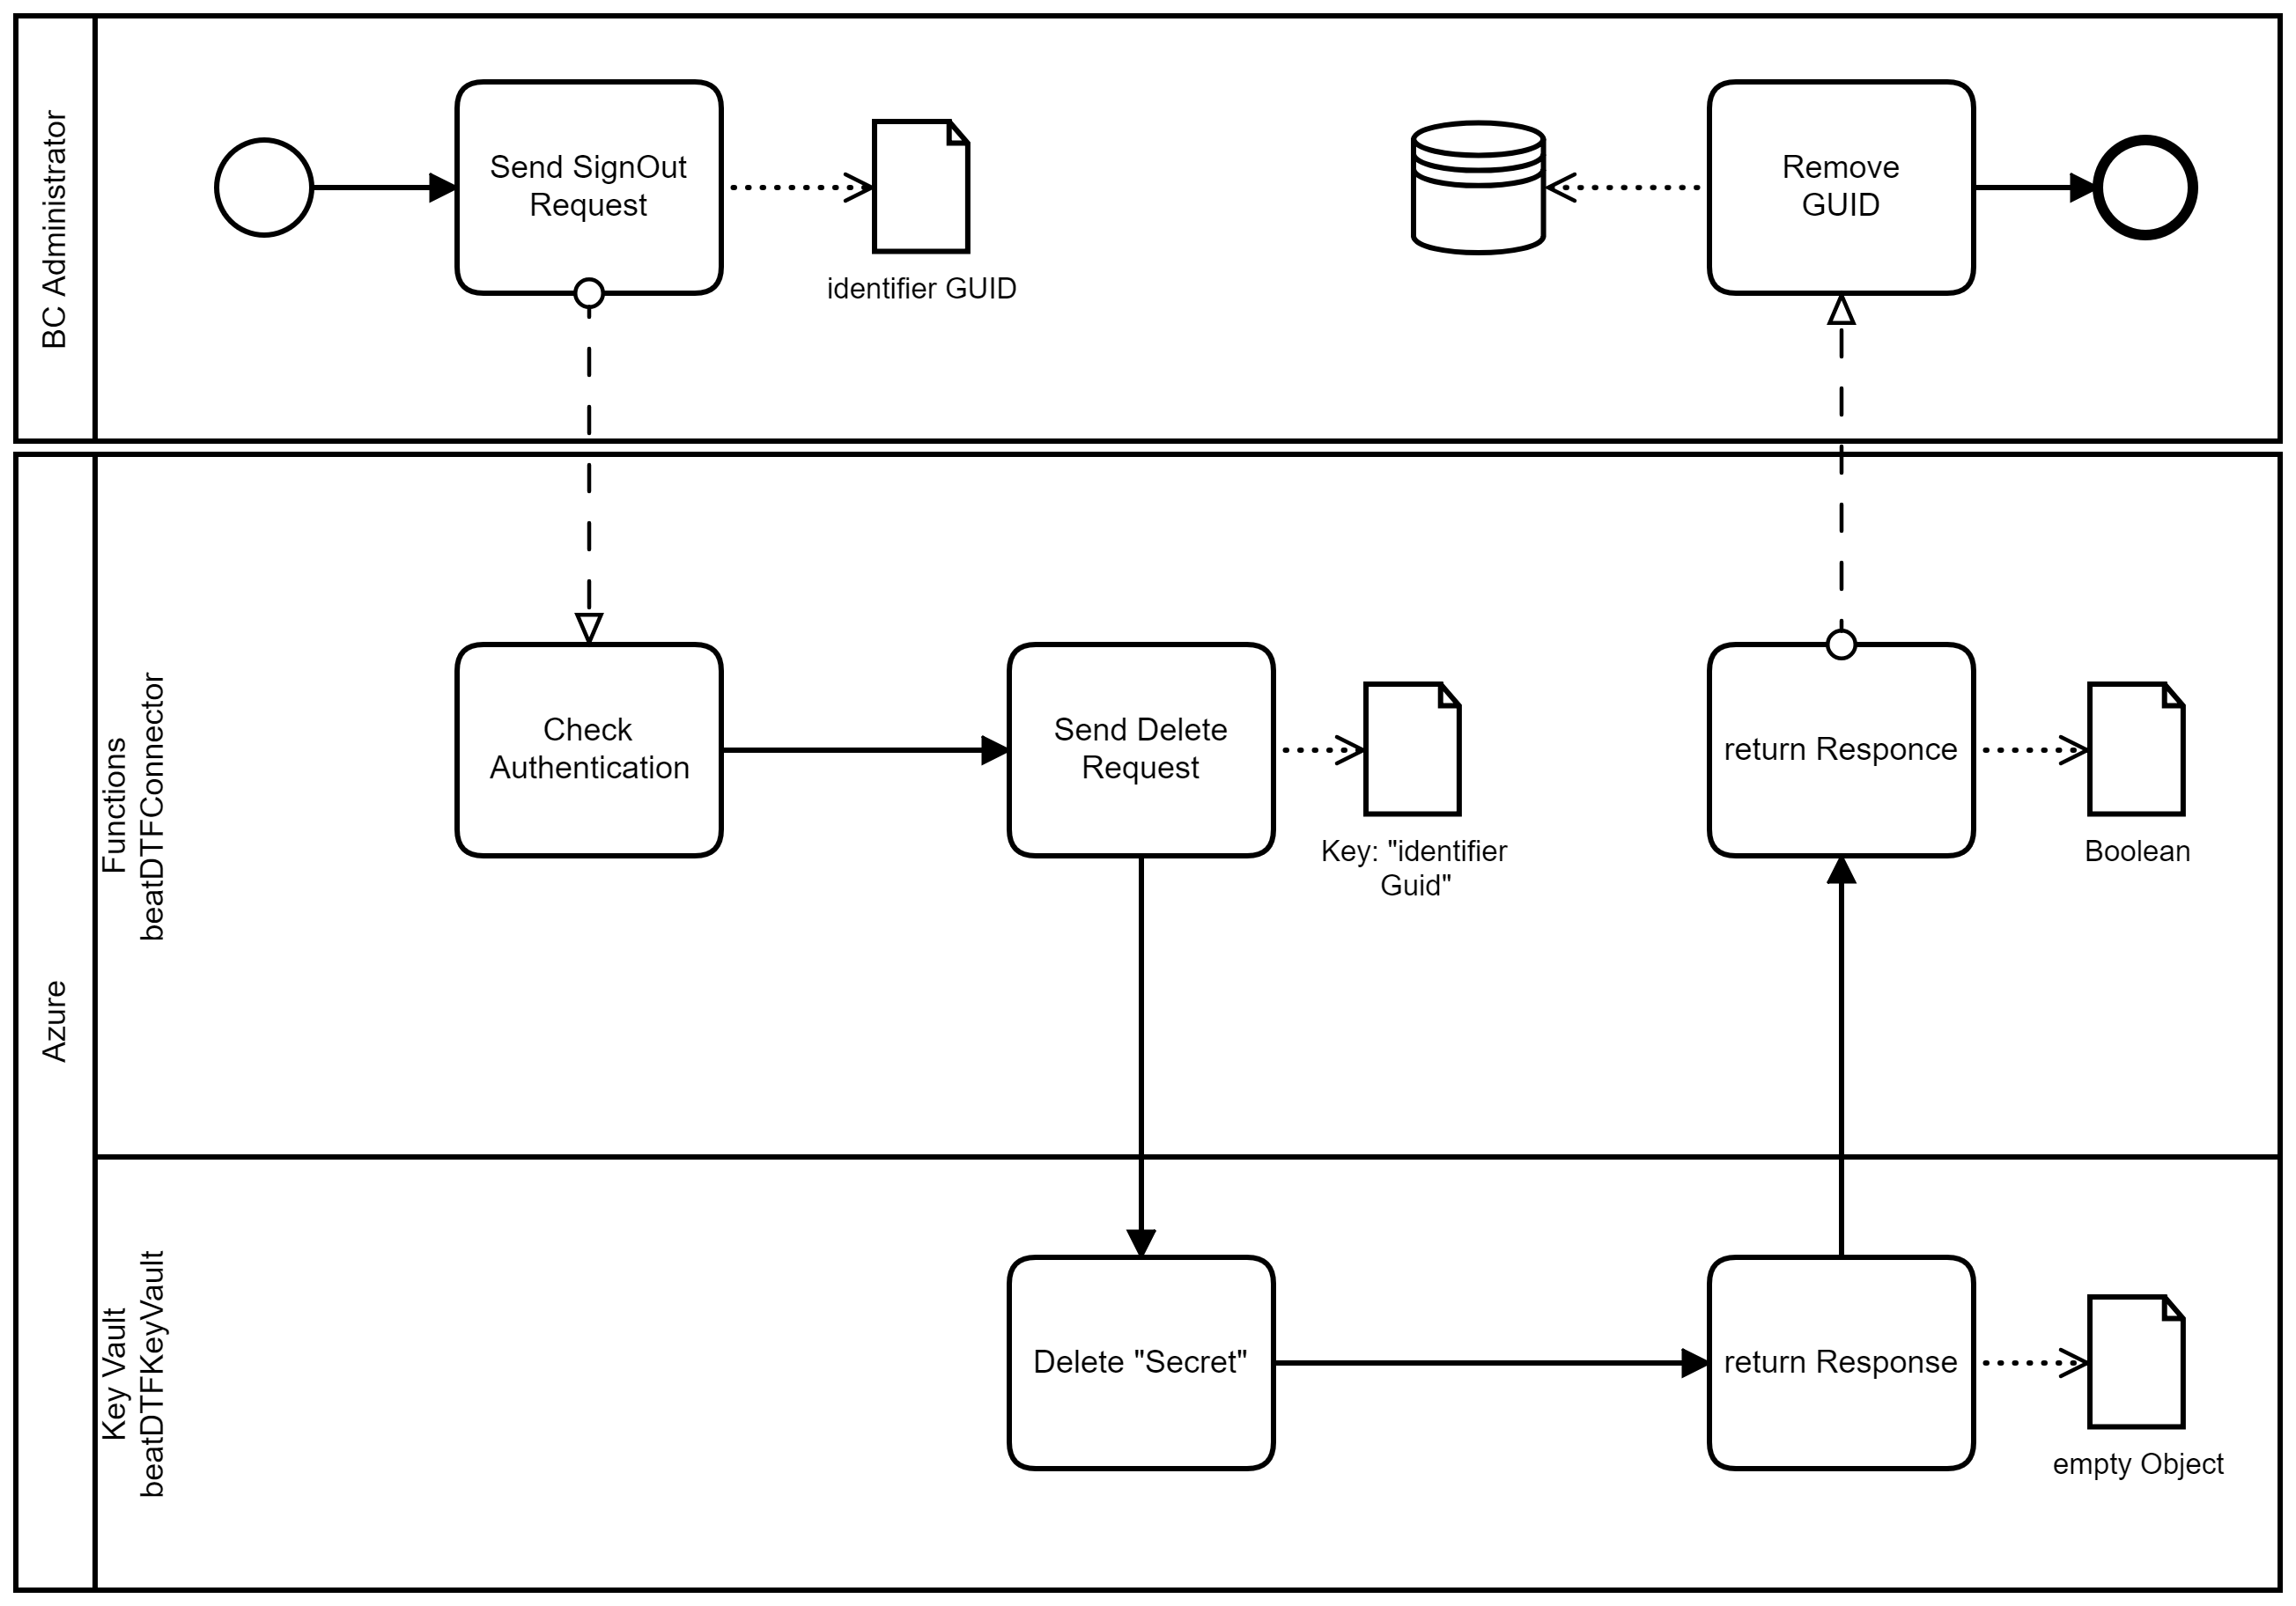 BC Administrator
Send SignOut
Request
identifier GUID
Remove
GUID
Azure
Functions
beatDTFConnector
Check
Authentication
Send Delete
Request
Key: "identifier
Guid"
return Responce
Boolean
Key Vault
beatDTFKeyVault
Delete "Secret"
return Response
empty Object